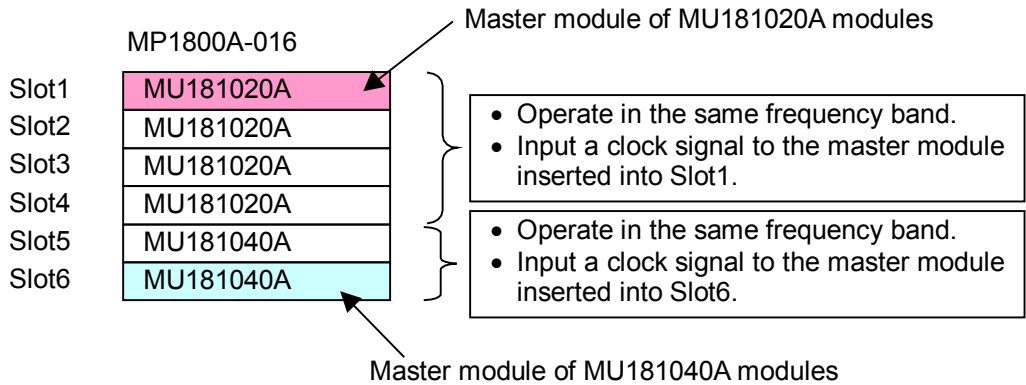 Master module of MU181020A modules
MP1800A-016
Slot1 MU181020A
Slot2 MU181020A
Slot3 MU181020A
Slot4 MU181020A
Slot5 MU181040A
Slot6 MU181040A
• Operate in the same frequency band.
• Input a clock signal to the master module
inserted into Slot1.
• Operate in the same frequency band.
• Input a clock signal to the master module
inserted into Slot6.
Master module of MU181040A modules